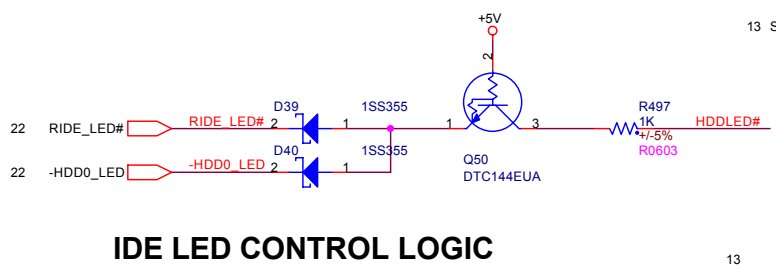 +5V
13 S
2
D39
1SS355
R497
22 RIDE_LED# RIDE_LED# 2 1 1 3 1K HDDLED#
+/-5%
D40 1SS355 R0603
22 -HDD0_LED -HDD0_LED 2 1
Q50
DTC144EUA
IDE LED CONTROL LOGIC
13